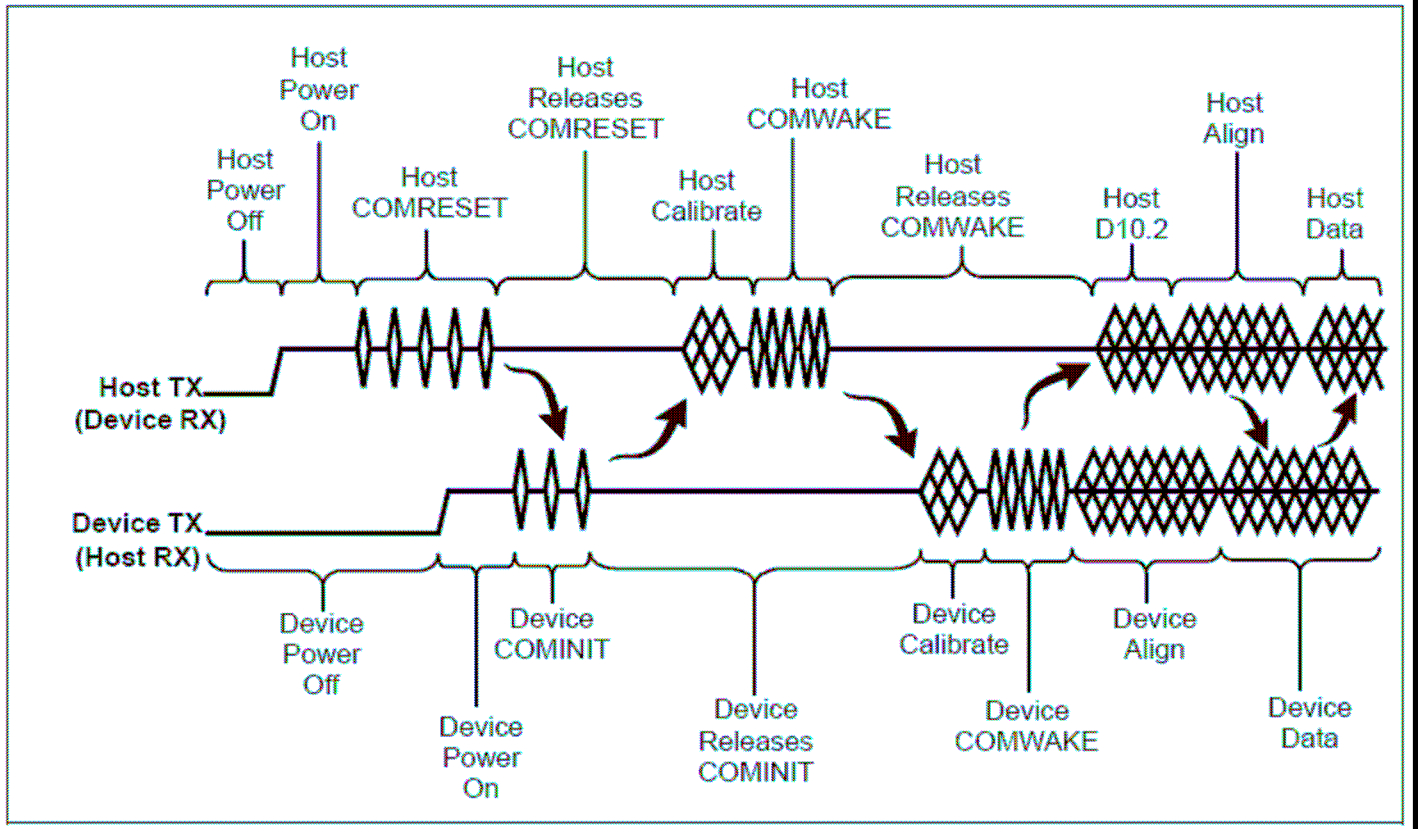 Host
Power
Off
Host
Power
On
Host
COMRESET
Host
Releases
COMRESET
Host
Calibrate
Host
COMWAKE
Host
Releases
COMWAKE
Host
D10.2
Host
Align
Host
Data
Host TX
(Device RX)
Device TX
(Host RX)
Device
Power
Off
Device
Power
On
Device
COMINIT
Device
Releases
COMINIT
Device
Calibrate
Device
COMWAKE
Device
Align
Device
Data